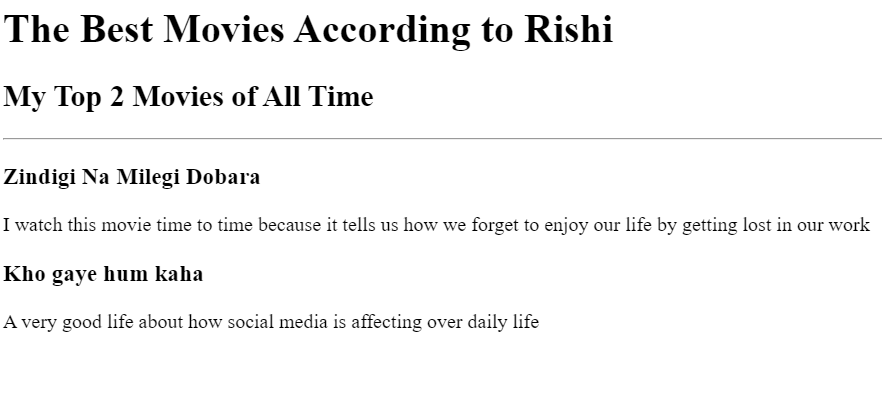 The Best Movies According to Rishi
My Top 2 Movies of All Time
Zindigi Na Milegi Dobara
I watch this movie time to time because it tells us how we forget to enjoy our life by getting lost in our work
Kho gaye hum kaha
A very good life about how social media is affecting over daily life